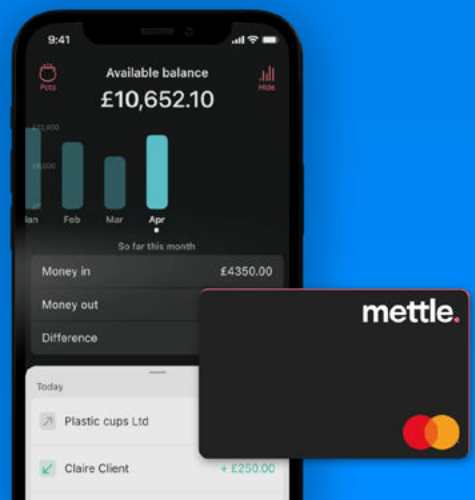 9:41
Available balance
£10,652.10
Pots
Hide
Jan Feb Mar Apr
So far this month
Money in £4350.00
Money out
Difference
Today
Plastic cups Ltd
Claire Client + £250.00
mettle.